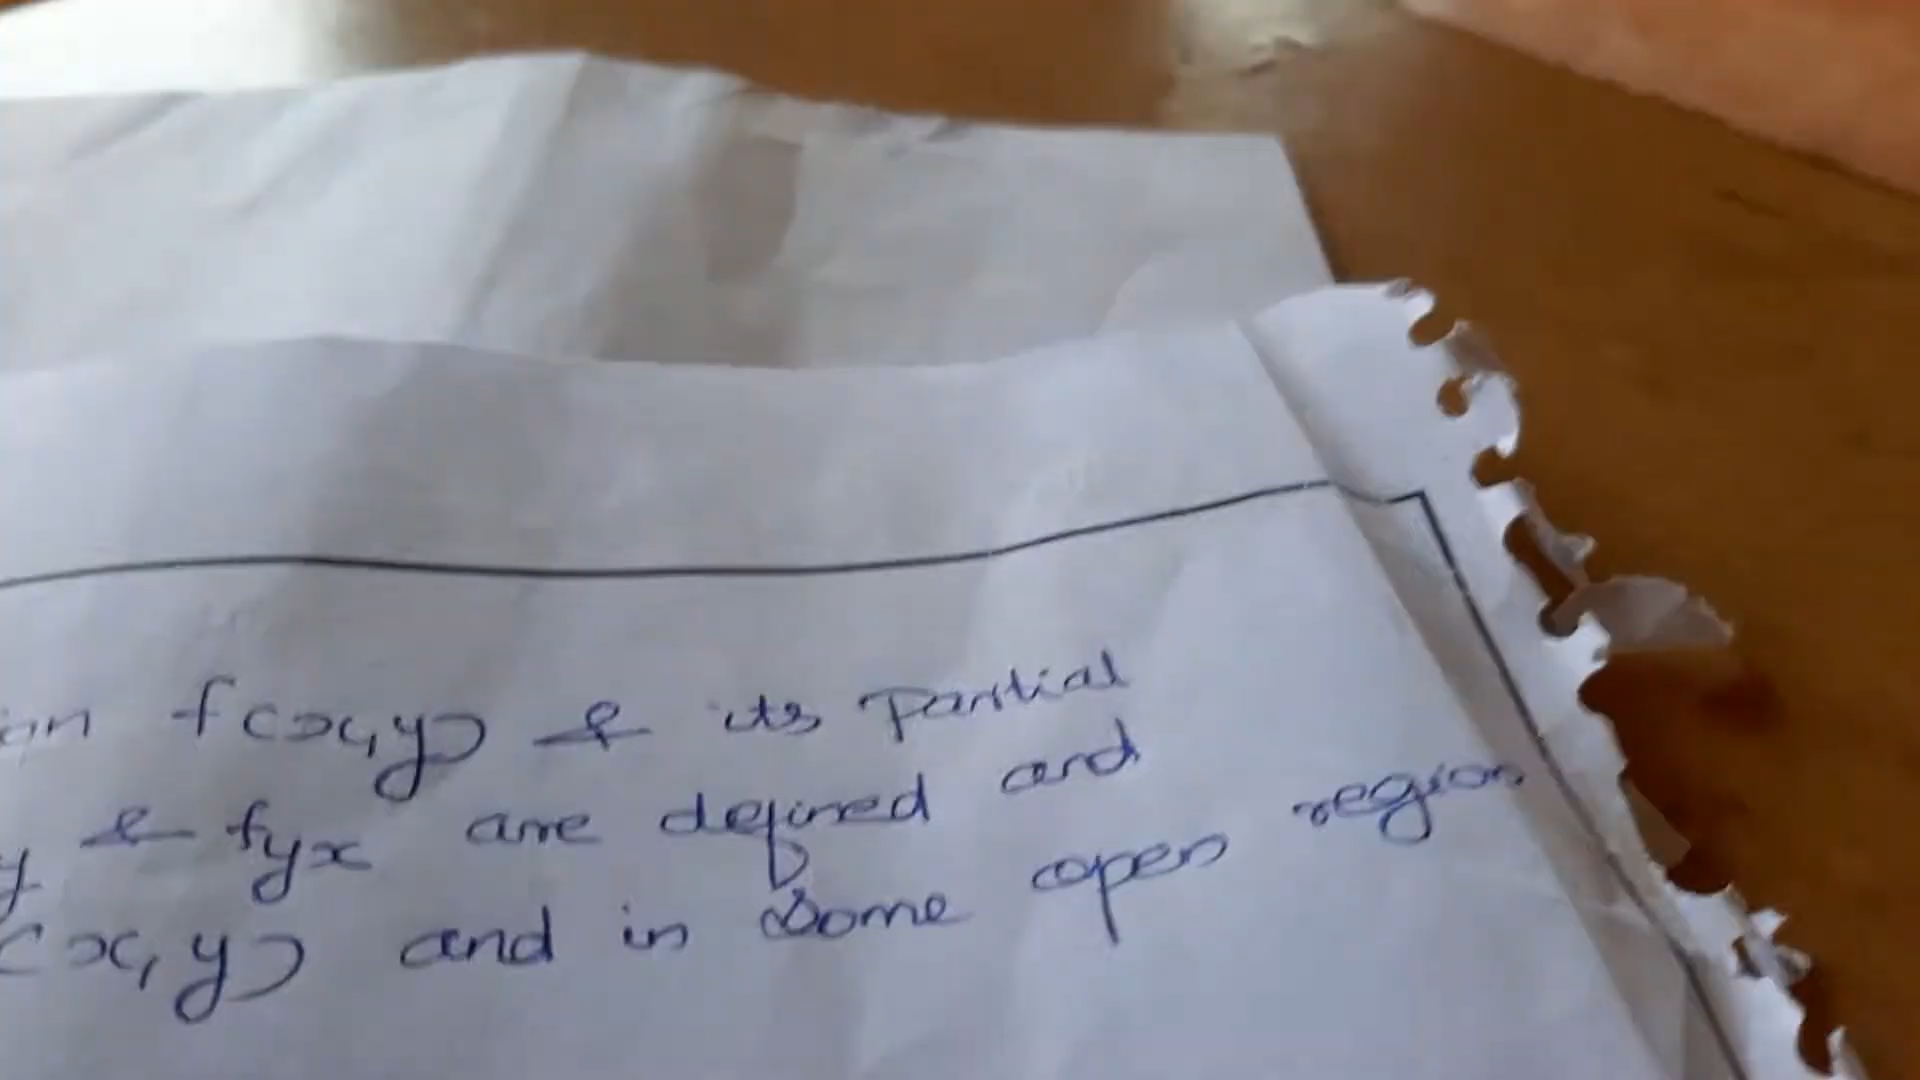 f(x,y) & its partial
& fyx are defined and
(x,y) and in some open region